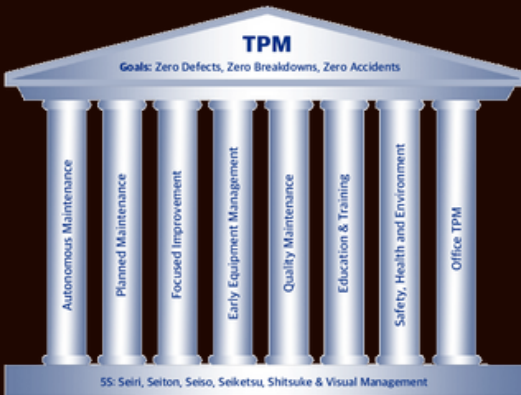 TPM
Goals: Zero Defects, Zero Breakdowns, Zero Accidents
Autonomous Maintenance
Planned Maintenance
Focused Improvement
Early Equipment Management
Quality Maintenance
Education & Training
Safety, Health and Environment
Office TPM
5S: Seiri, Seiton, Seiso, Seiketsu, Shitsuke & Visual Management